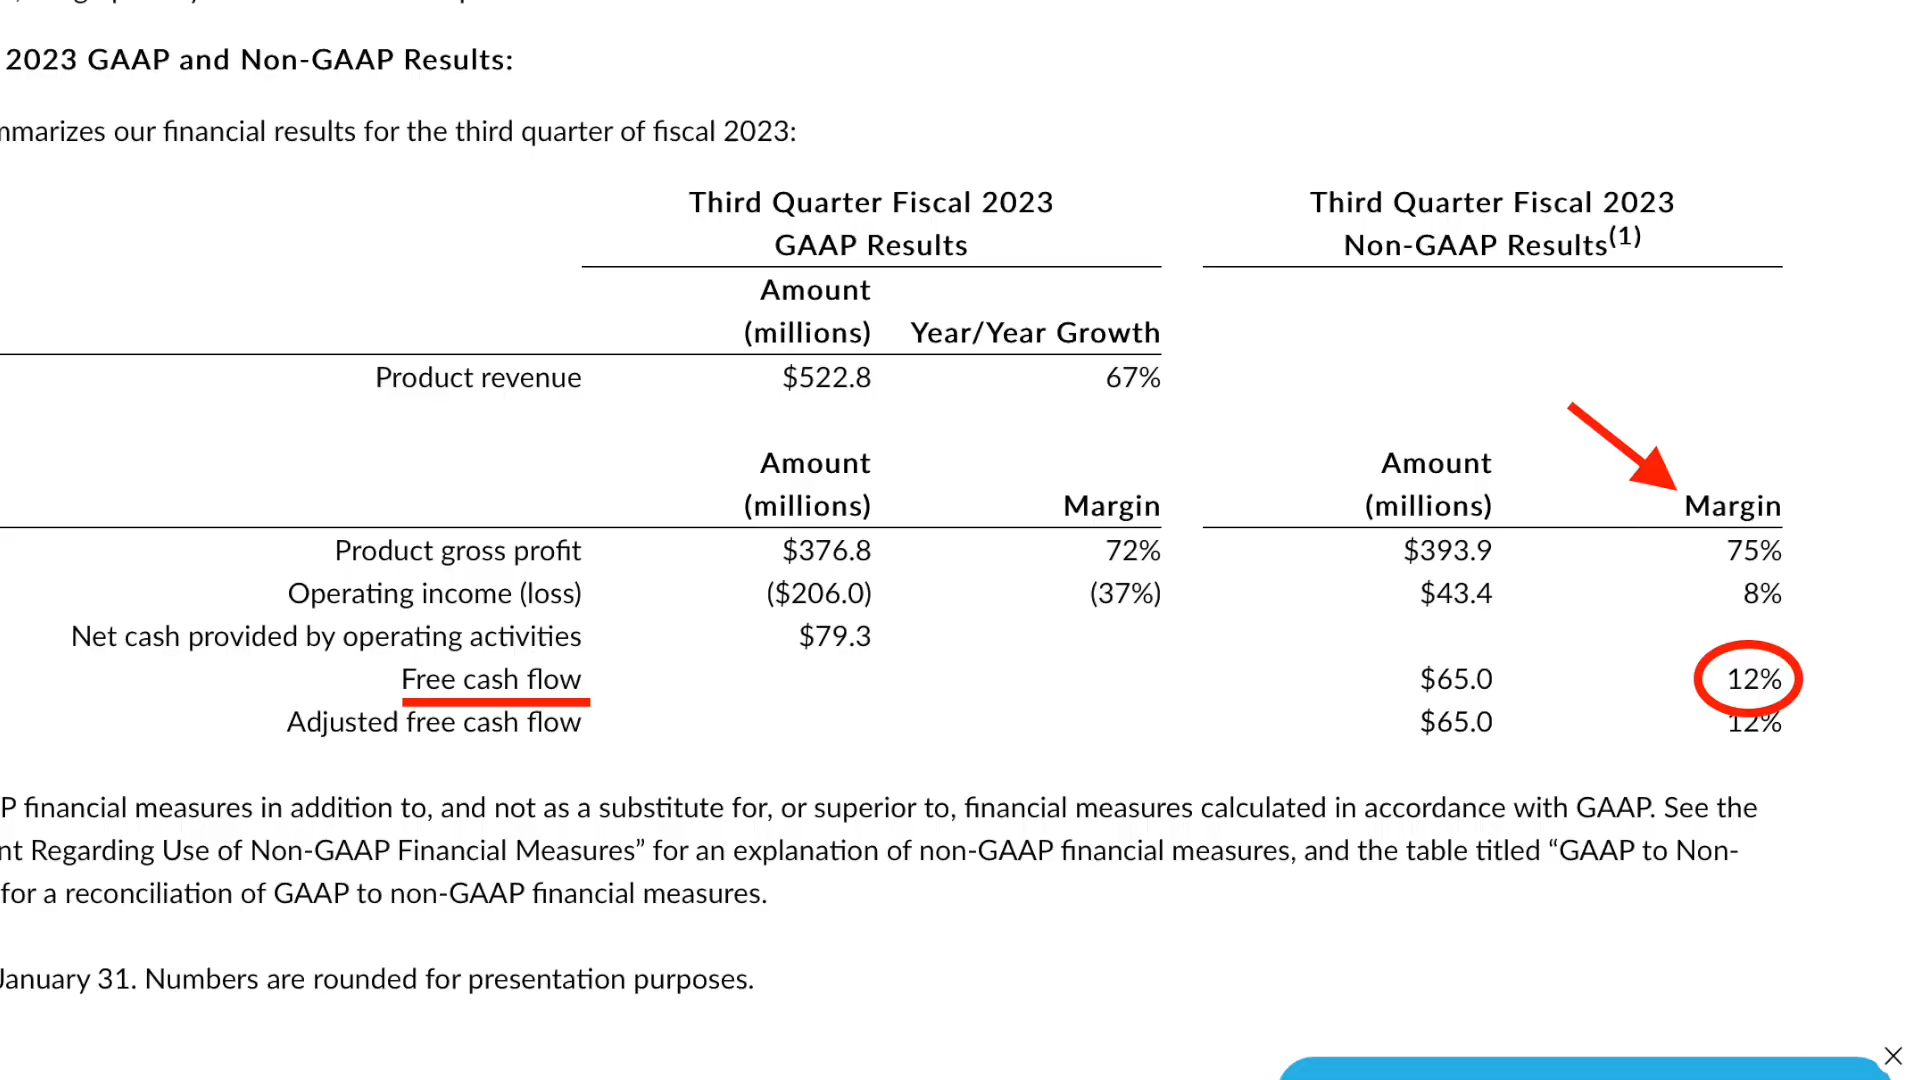 2023 GAAP and Non-GAAP Results:
mmarizes our financial results for the third quarter of fiscal 2023:
Third Quarter Fiscal 2023 Third Quarter Fiscal 2023
GAAP Results Non-GAAP Results(1)
Amount
(millions) Year/Year Growth
Product revenue $522.8 67%
Amount Amount
(millions) Margin (millions) Margin
Product gross profit $376.8 72% $393.9 75%
Operating income (loss) ($206.0) (37%) $43.4 8%
Net cash provided by operating activities $79.3
Free cash flow $65.0 12%
Adjusted free cash flow $65.0 12%
P financial measures in addition to, and not as a substitute for, or superior to, financial measures calculated in accordance with GAAP. See the
nt Regarding Use of Non-GAAP Financial Measures” for an explanation of non-GAAP financial measures, and the table titled “GAAP to Non-
for a reconciliation of GAAP to non-GAAP financial measures.
January 31. Numbers are rounded for presentation purposes.